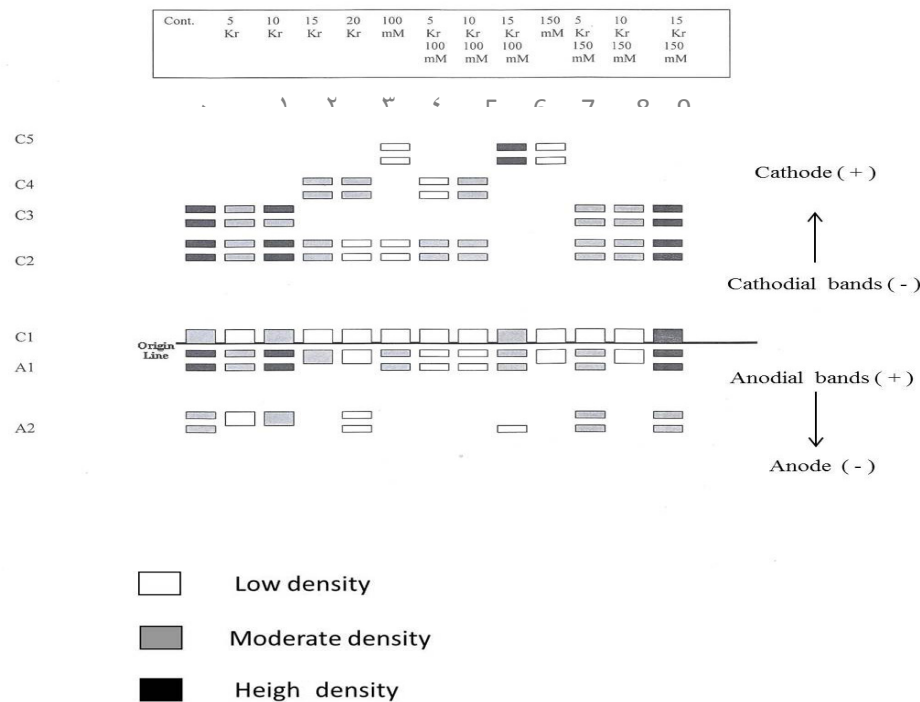 Cont. 5 Kr 10 Kr 15 Kr 20 Kr 100 mM 5 Kr 100 mM 10 Kr 100 mM 15 Kr 100 mM 150 mM 5 Kr 150 mM 10 Kr 150 mM 15 Kr 150 mM
C5
Cathode ( + )
C4
C3
C2
Cathodial bands ( - )
C1
Origin Line
A1
Anodial bands ( + )
A2
Anode ( - )
Low density
Moderate density
Heigh density